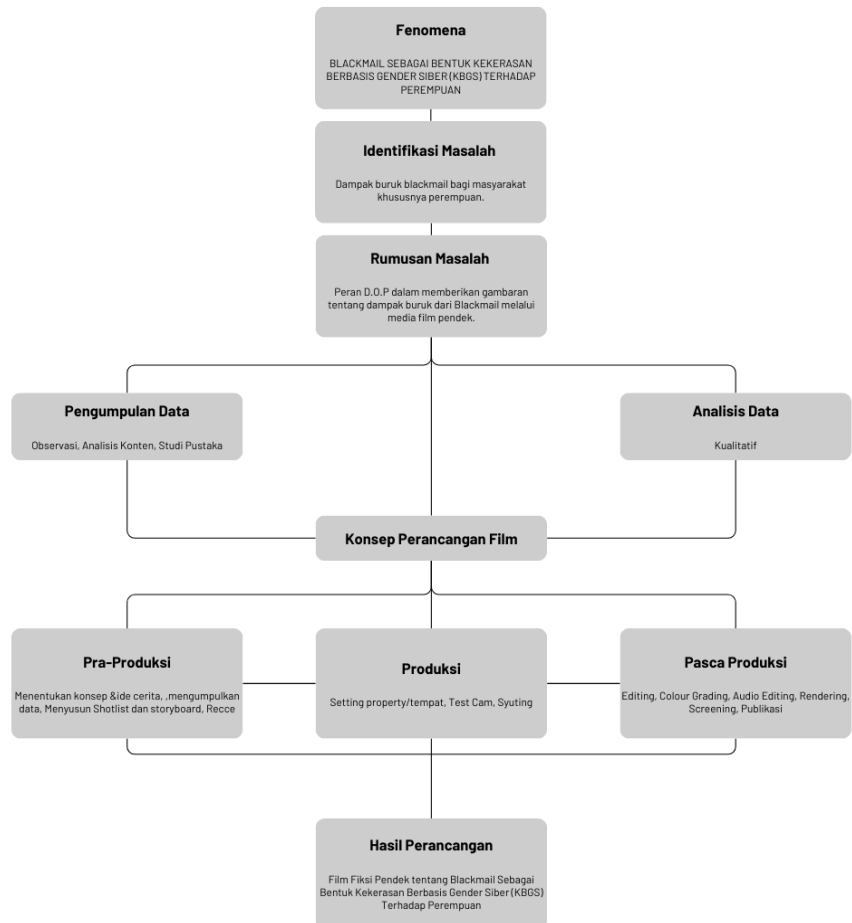 Fenomena
BLACKMAIL SEBAGAI BENTUK KEKERASAN
BERBASIS GENDER SIBER (KBGS) TERHADAP
PEREMPUAN
Identifikasi Masalah
Dampak buruk blackmail bagi masyarakat
khususnya perempuan.
Rumusan Masalah
Peran D.O.P dalam memberikan gambaran
tentang dampak buruk dari Blackmail melalui
media film pendek.
Pengumpulan Data
Observasi, Analisis Konten, Studi Pustaka
Analisis Data
Kualitatif
Konsep Perancangan Film
Pra-Produksi
Menentukan konsep &ide cerita, ,mengumpulkan
data, Menyusun Shotlist dan storyboard, Recce
Produksi
Setting property/tempat, Test Cam, Syuting
Pasca Produksi
Editing, Colour Grading, Audio Editing, Rendering,
Screening, Publikasi
Hasil Perancangan
Film Fiksi Pendek tentang Blackmail Sebagai
Bentuk Kekerasan Berbasis Gender Siber (KBGS)
Terhadap Perempuan